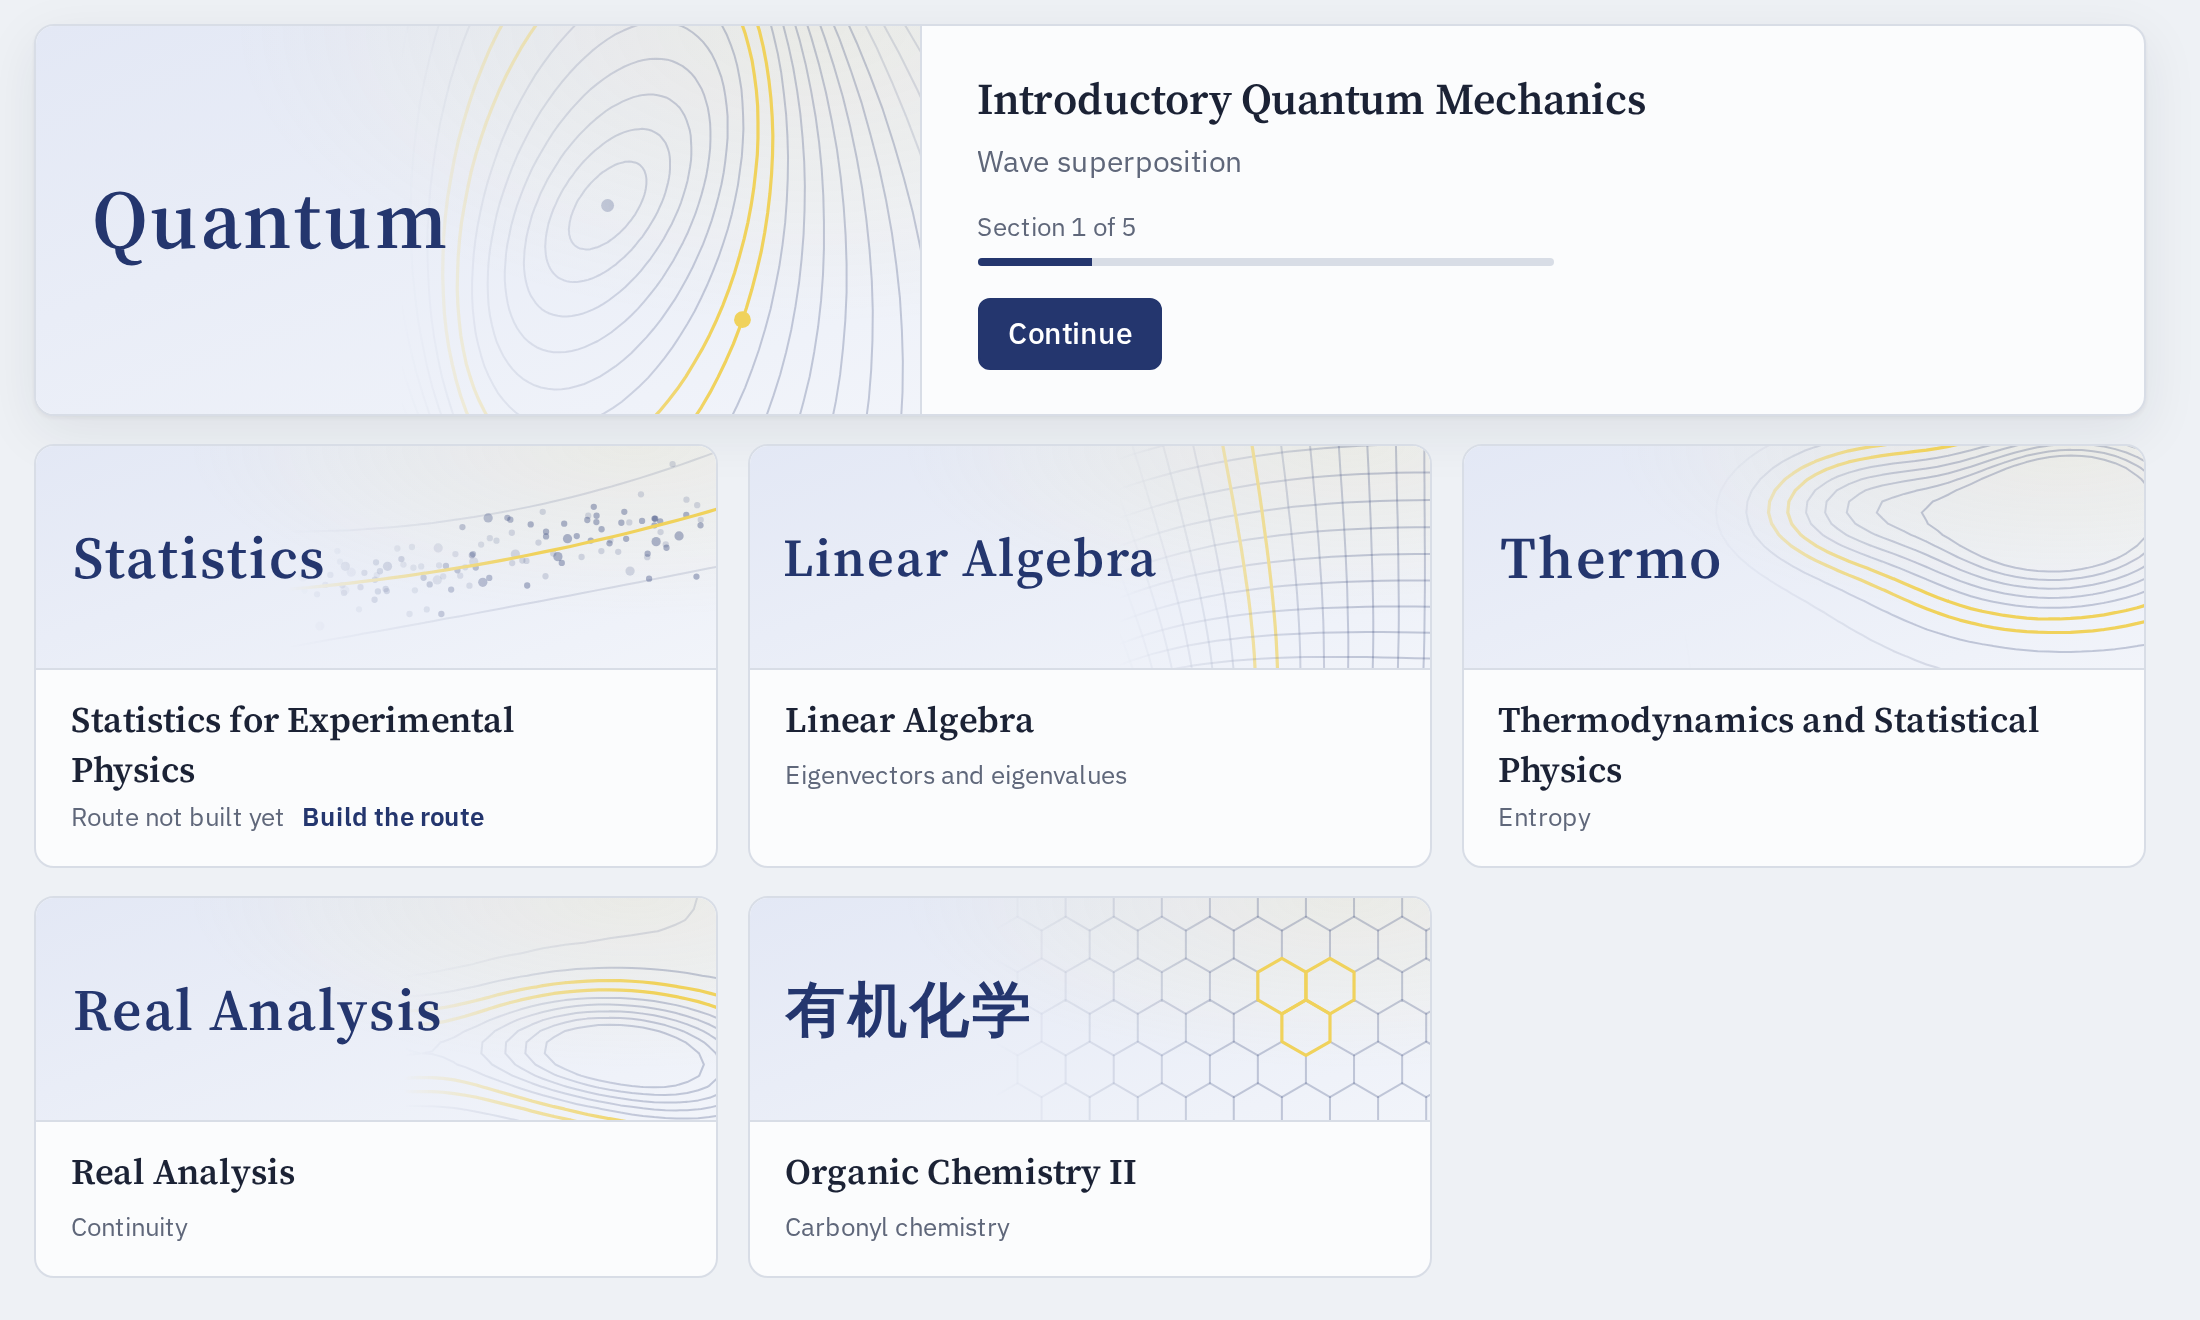 Quantum
Introductory Quantum Mechanics
Wave superposition
Section 1 of 5
Continue
Statistics
Statistics for Experimental
Physics
Route not built yet Build the route
Linear Algebra
Linear Algebra
Eigenvectors and eigenvalues
Thermo
Thermodynamics and Statistical
Physics
Entropy
Real Analysis
Real Analysis
Continuity
有机化学
Organic Chemistry II
Carbonyl chemistry